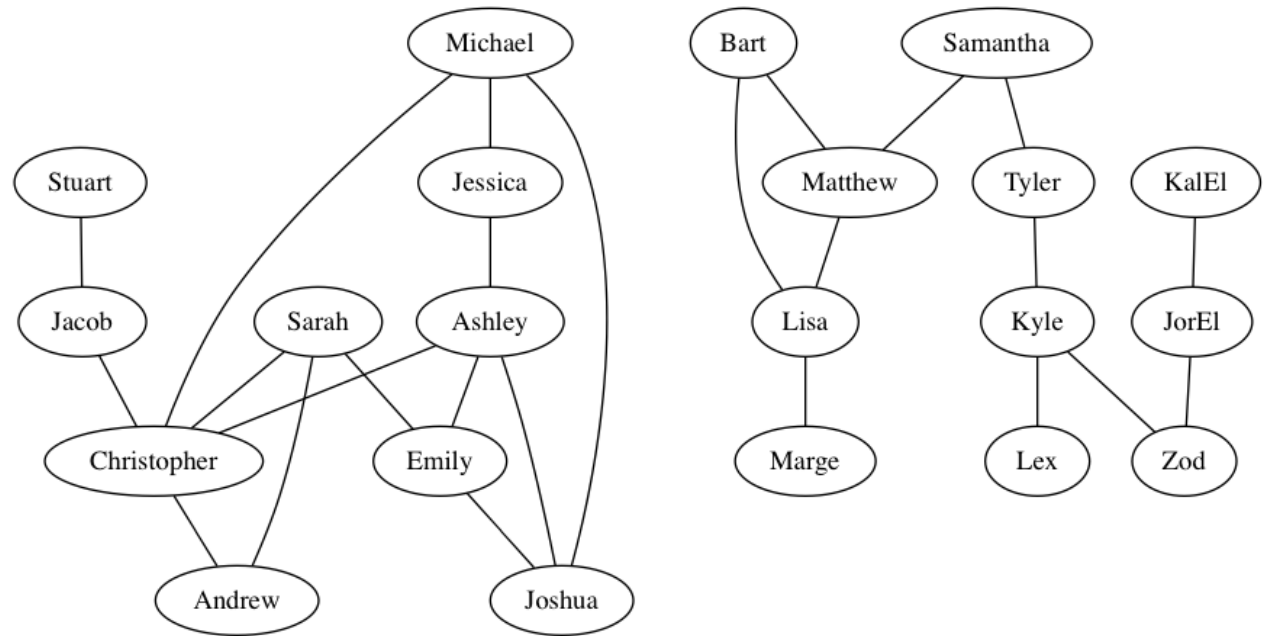 Michael
Bart
Samantha
Stuart
Jessica
Matthew
Tyler
KalEl
Jacob
Sarah
Ashley
Lisa
Kyle
JorEl
Christopher
Emily
Marge
Lex
Zod
Andrew
Joshua